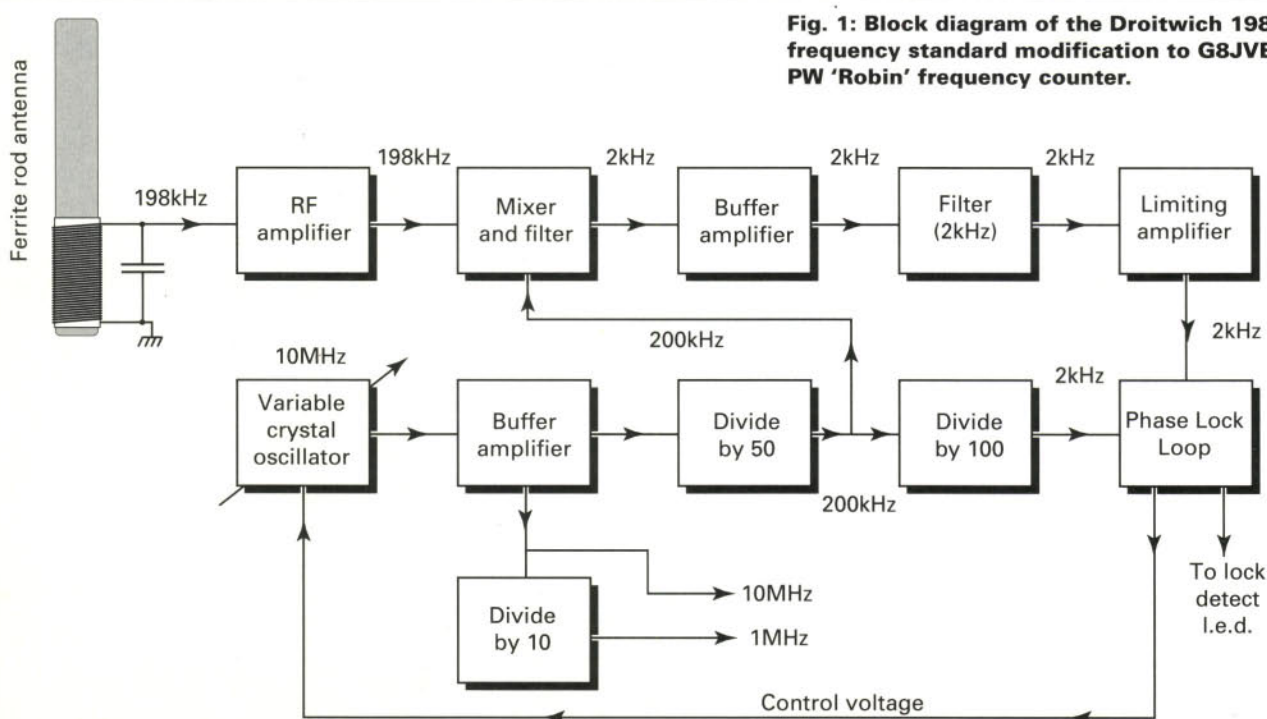 Fig. 1: Block diagram of the Droitwich 198
frequency standard modification to
PW ‘Robin’ frequency counter.
Ferrite rod antenna
198kHz
RF
amplifier
198kHz
Mixer
and filter
2kHz
Buffer
amplifier
2kHz
Filter
(2kHz)
2kHz
Limiting
amplifier
200kHz
2kHz
10MHz
Variable
crystal
oscillator
Buffer
amplifier
Divide
by 50
200kHz
Divide
by 100
2kHz
Phase Lock
Loop
Divide
by 10
10MHz
1MHz
To lock
detect
l.e.d.
Control voltage